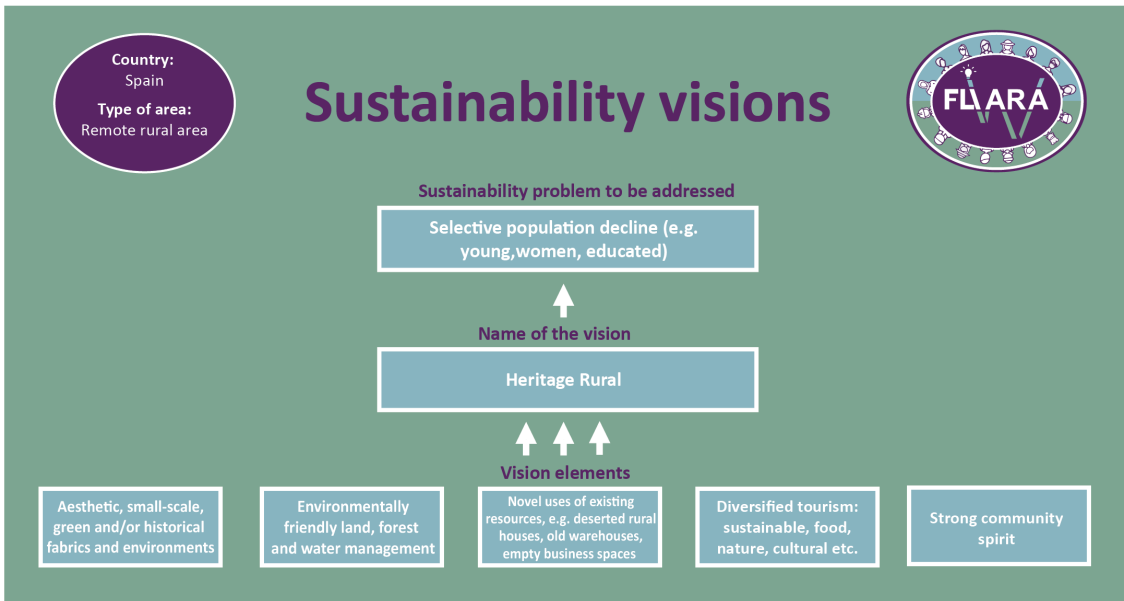 Country:
Spain
Type of area:
Remote rural area
Sustainability visions
FLIARA
Sustainability problem to be addressed
Selective population decline (e.g.
young,women, educated)
Name of the vision
Heritage Rural
Vision elements
Aesthetic, small-scale,
green and/or historical
fabrics and environments
Environmentally
friendly land, forest
and water management
Novel uses of existing
resources, e.g. deserted rural
houses, old warehouses,
empty business spaces
Diversified tourism:
sustainable, food,
nature, cultural etc.
Strong community
spirit